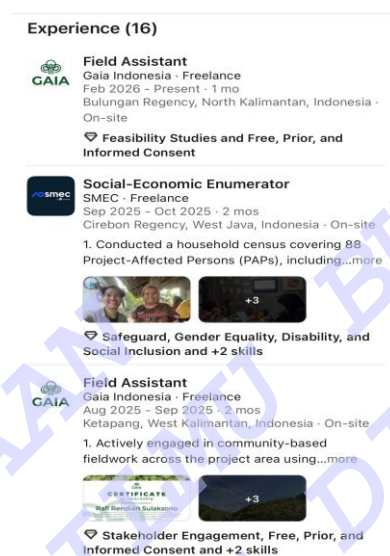 Experience (16)
GAIA
Field Assistant
Gaia Indonesia · Freelance
Feb 2026 - Present · 1 mo
Bulungan Regency, North Kalimantan, Indonesia ·
On-site
Feasibility Studies and Free, Prior, and
Informed Consent
smec
Social-Economic Enumerator
SMEC · Freelance
Sep 2025 - Oct 2025 · 2 mos
Cirebon Regency, West Java, Indonesia · On-site
1. Conducted a household census covering 88
Project-Affected Persons (PAPs), including...more
+3
Safeguard, Gender Equality, Disability, and
Social Inclusion and +2 skills
GAIA
Field Assistant
Gaia Indonesia · Freelance
Aug 2025 - Sep 2025 · 2 mos
Ketapang, West Kalimantan, Indonesia · On-site
1. Actively engaged in community-based
fieldwork across the project area using...more
GAIA
CERTIFICATE
Rafi Rendian Sulaksono
+3
Stakeholder Engagement, Free, Prior, and
Informed Consent and +2 skills